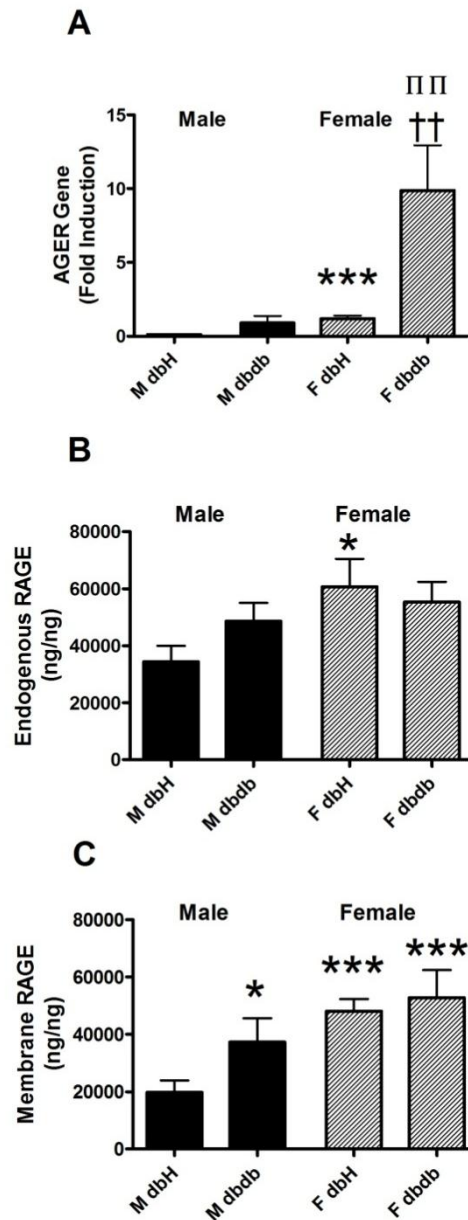 A
ΠΠ
Male Female ††
15
10
5
0
***
AGER Gene
(Fold Induction)
M dbH M dbdb F dbH F dbdb
B
Male Female
80000
60000
40000
20000
0
*
Endogenous RAGE
(ng/ng)
M dbH M dbdb F dbH F dbdb
C
Male Female
80000
60000
40000
20000
0
* *** ***
Membrane RAGE
(ng/ng)
M dbH M dbdb F dbH F dbdb